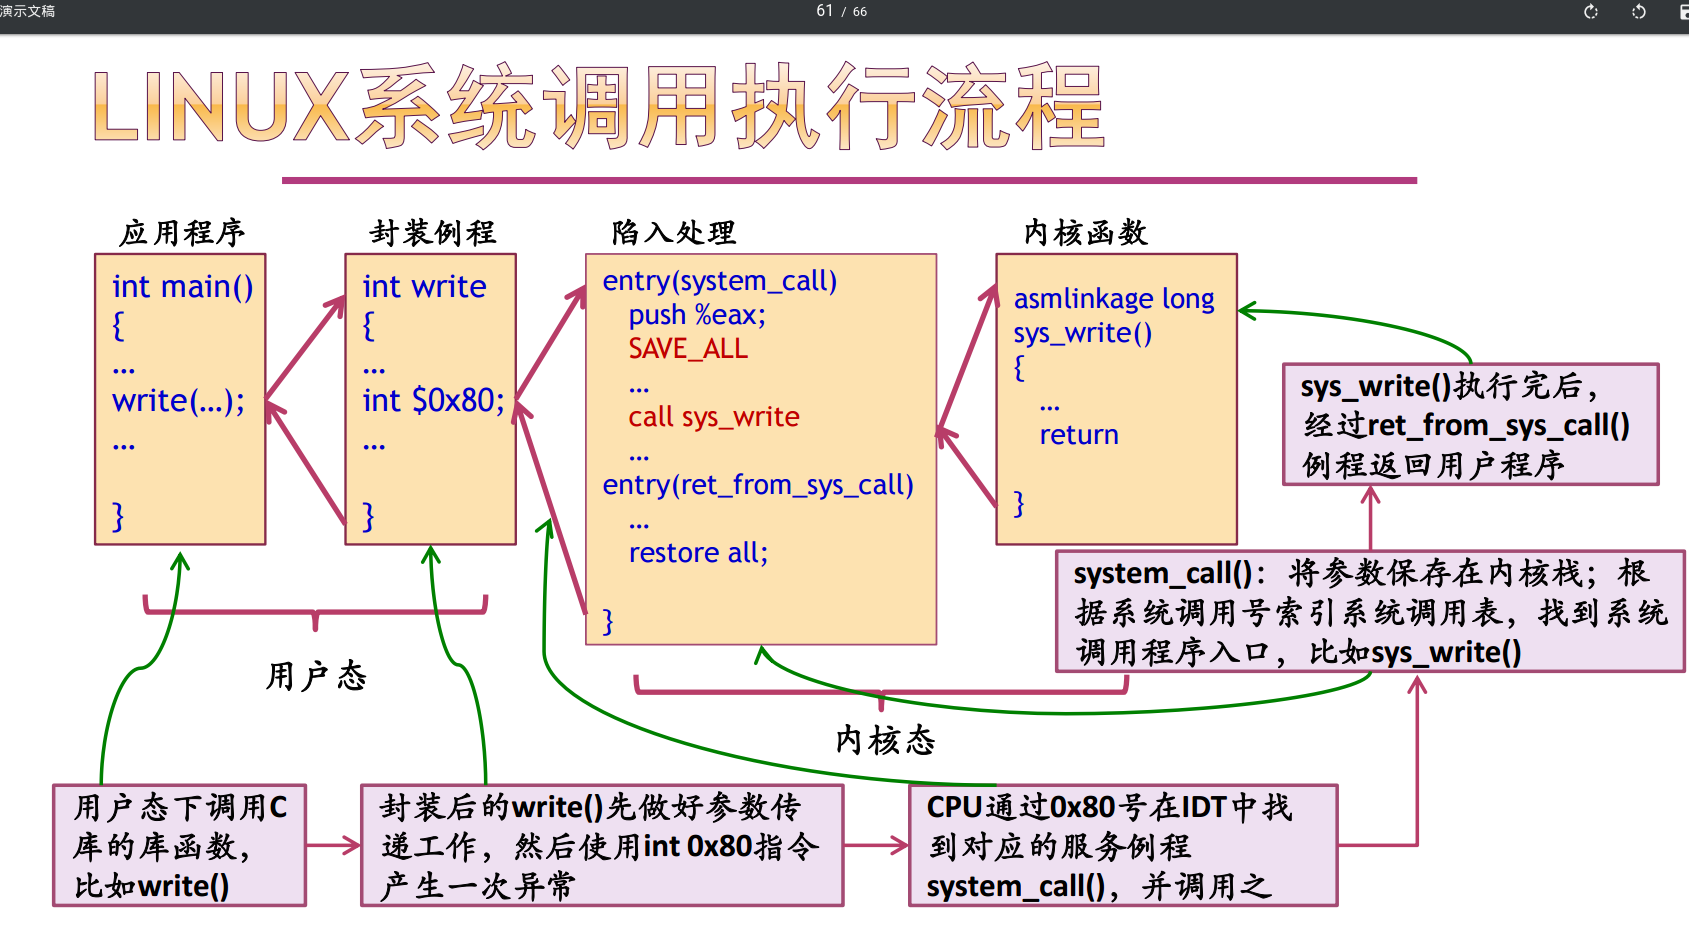 演示文稿
61 / 66
LINUX系统调用执行流程
应用程序
int main()
{
...
write(...);
...
}
封装例程
int write
{
...
int $0x80;
...
}
陷入处理
entry(system_call)
push %eax;
SAVE_ALL
...
call sys_write
...
entry(ret_from_sys_call)
...
restore all;
}
内核函数
asmlinkage long
sys_write()
{
...
return
}
sys_write()执行完后，
经过ret_from_sys_call()
例程返回用户程序
system_call()：将参数保存在内核栈；根
据系统调用号索引系统调用表，找到系统
调用程序入口，比如sys_write()
用户态
内核态
用户态下调用C
库的库函数，
比如write()
封装后的write()先做好参数传
递工作，然后使用int 0x80指令
产生一次异常
CPU通过0x80号在IDT中找
到对应的服务例程
system_call()，并调用之